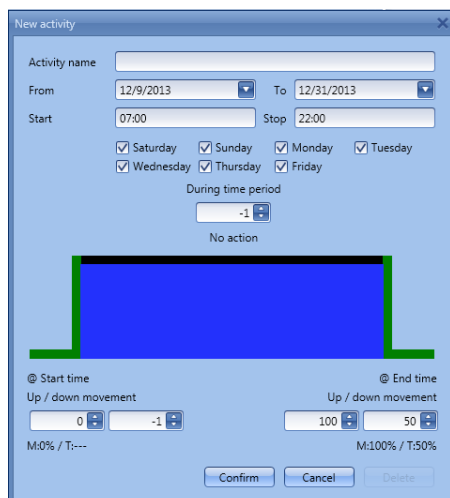 New activity
Activity name
From 12/9/2013 To 12/31/2013
Start 07:00 Stop 22:00
Saturday Sunday Monday Tuesday
Wednesday Thursday Friday
During time period
-1
No action
@ Start time @ End time
Up / down movement Up / down movement
0 -1 100 50
M:0% / T:--- M:100% / T:50%
Confirm Cancel Delete